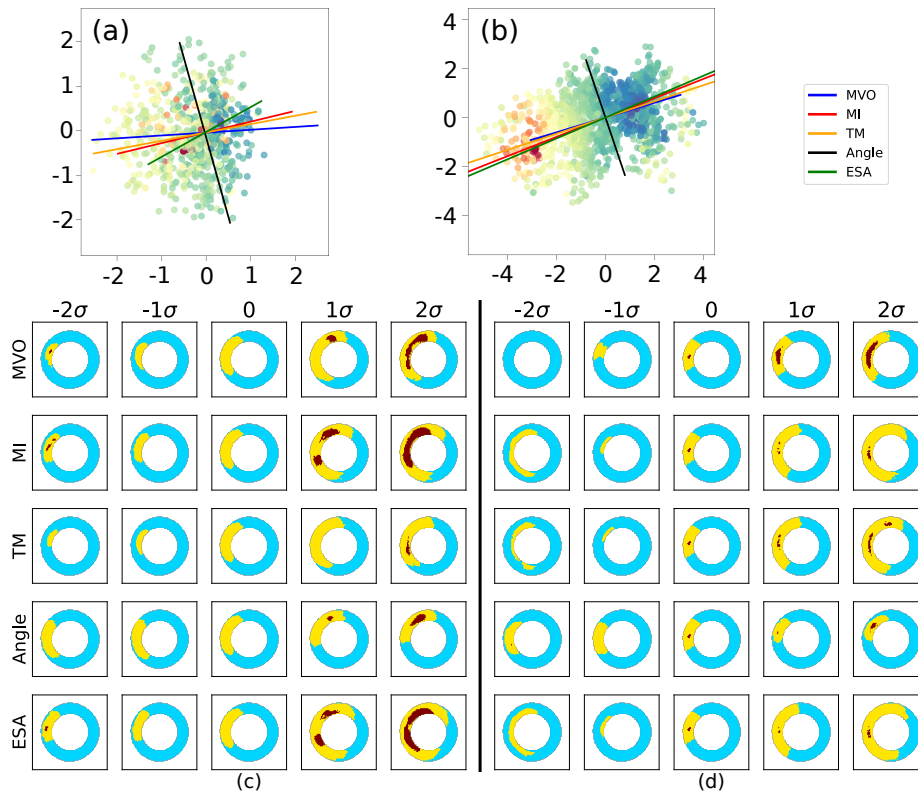 (a)
2
1
0
-1
-2
-2 -1 0 1 2
(b)
4
2
0
-2
-4
-4 -2 0 2 4
MVO
MI
TM
Angle
ESA
-2σ -1σ 0 1σ 2σ -2σ -1σ 0 1σ 2σ
MVO
MI
TM
Angle
ESA
(c) (d)